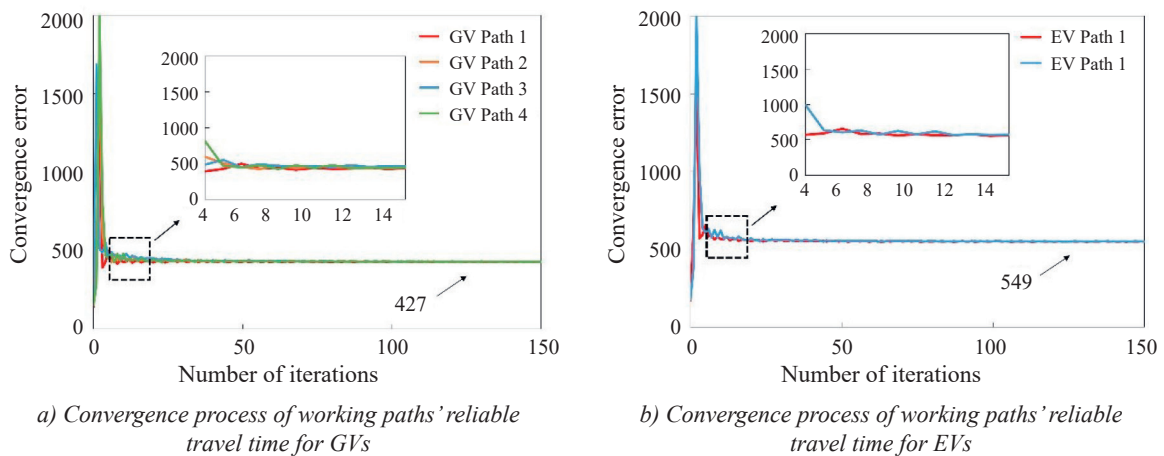 2000
1500
1000
500
0
Convergence error
2000
1500
1000
500
0
4 6 8 10 12 14
GV Path 1
GV Path 2
GV Path 3
GV Path 4
427
0 50 100 150
Number of iterations
a) Convergence process of working paths' reliable
travel time for GVs
2000
1500
1000
500
0
Convergence error
2000
1500
1000
500
0
4 6 8 10 12 14
EV Path 1
EV Path 1
549
0 50 100 150
Number of iterations
b) Convergence process of working paths' reliable
travel time for EVs